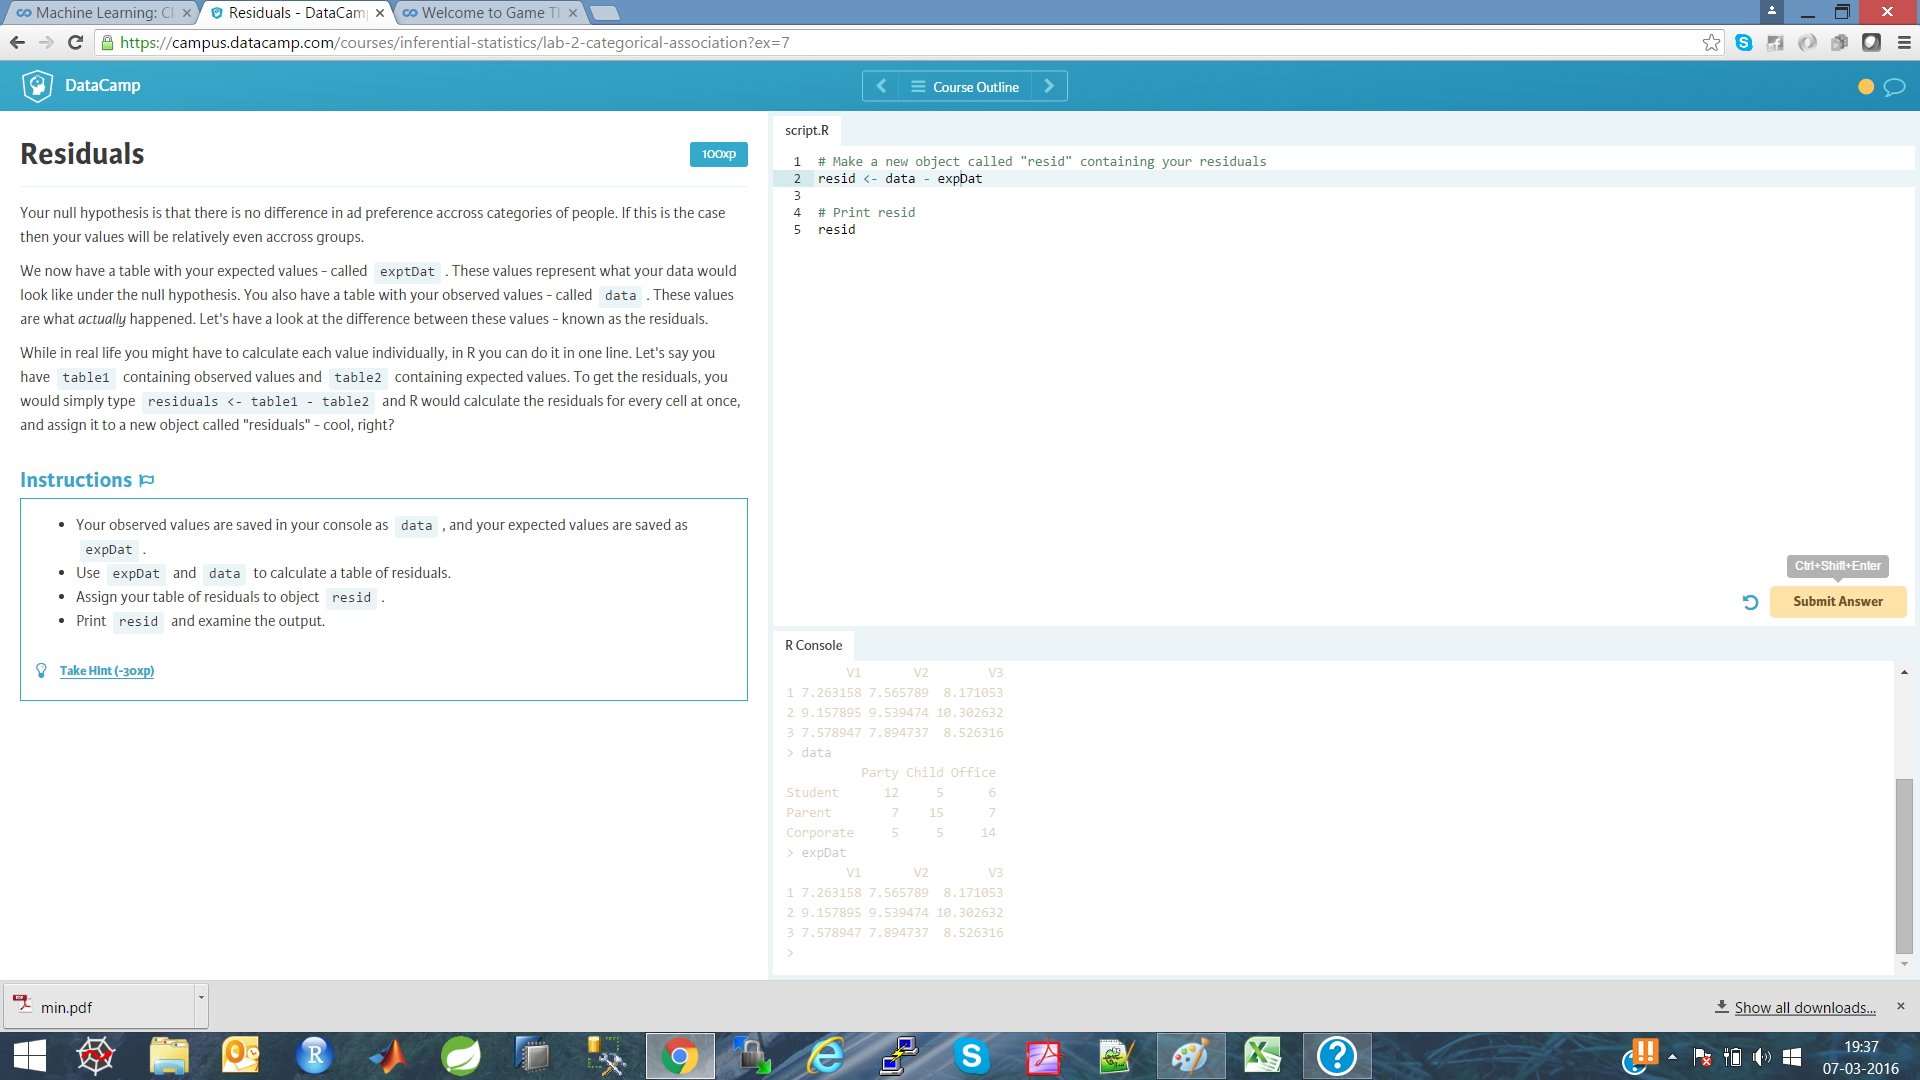 Machine Learning: Cl
Residuals - DataCam
Welcome to Game Tl
https://campus.datacamp.com/courses/inferential-statistics/lab-2-categorical-association?ex=7
DataCamp
Course Outline
Residuals
100xp
Your null hypothesis is that there is no difference in ad preference accross categories of people. If this is the case
then your values will be relatively even accross groups.
We now have a table with your expected values - called exptDat . These values represent what your data would
look like under the null hypothesis. You also have a table with your observed values - called data . These values
are what actually happened. Let's have a look at the difference between these values - known as the residuals.
While in real life you might have to calculate each value individually, in R you can do it in one line. Let's say you
have table1 containing observed values and table2 containing expected values. To get the residuals, you
would simply type residuals <- table1 - table2 and R would calculate the residuals for every cell at once,
and assign it to a new object called "residuals" - cool, right?
Instructions
• Your observed values are saved in your console as data , and your expected values are saved as
expDat .
• Use expDat and data to calculate a table of residuals.
• Assign your table of residuals to object resid .
• Print resid and examine the output.
Take Hint (-30xp)
script.R
1 # Make a new object called "resid" containing your residuals
2 resid <- data - expDat
3
4 # Print resid
5 resid
Ctrl+Shift+Enter
Submit Answer
R Console
V1 V2 V3
1 7.263158 7.565789 8.171053
2 9.157895 9.539474 10.302632
3 7.578947 7.894737 8.526316
> data
Party Child Office
Student 12 5 6
Parent 7 15 7
Corporate 5 5 14
> expDat
V1 V2 V3
1 7.263158 7.565789 8.171053
2 9.157895 9.539474 10.302632
3 7.578947 7.894737 8.526316
>
min.pdf
Show all downloads...
19:37
07-03-2016